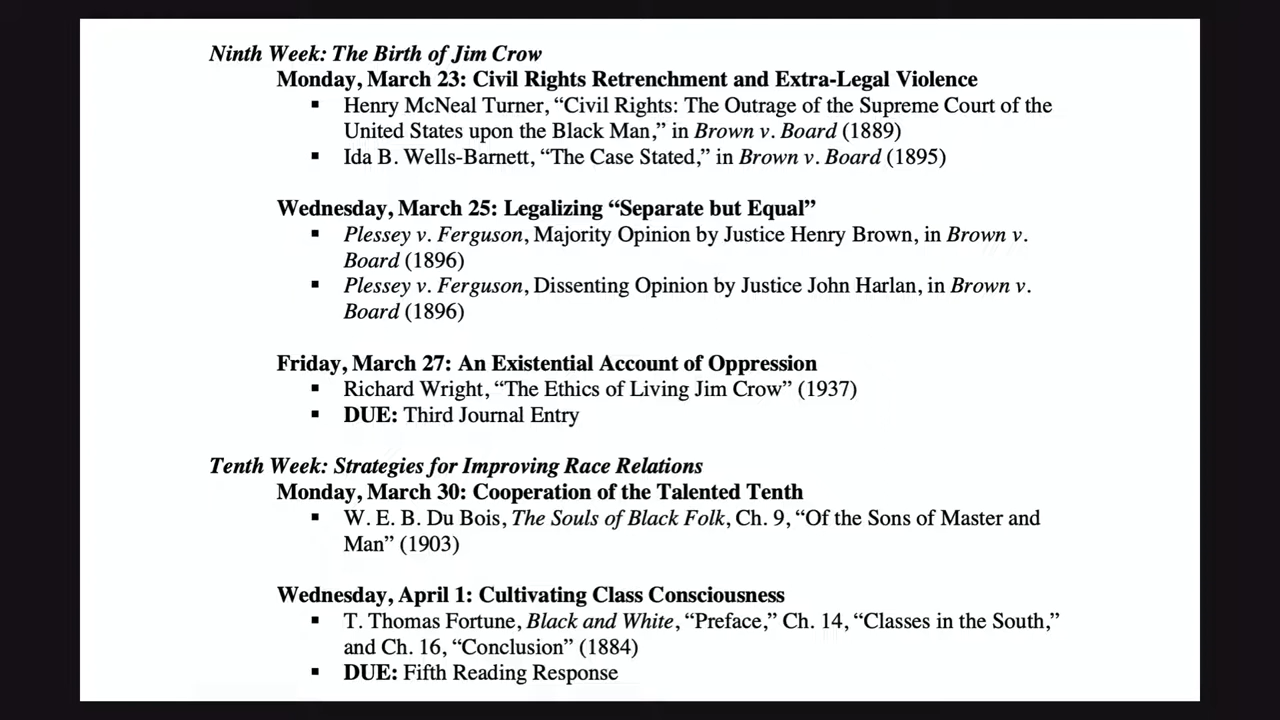 Ninth Week: The Birth of Jim Crow
Monday, March 23: Civil Rights Retrenchment and Extra-Legal Violence
▪ Henry McNeal Turner, “Civil Rights: The Outrage of the Supreme Court of the
United States upon the Black Man,” in Brown v. Board (1889)
▪ Ida B. Wells-Barnett, “The Case Stated,” in Brown v. Board (1895)
Wednesday, March 25: Legalizing “Separate but Equal”
▪ Plessey v. Ferguson, Majority Opinion by Justice Henry Brown, in Brown v.
Board (1896)
▪ Plessey v. Ferguson, Dissenting Opinion by Justice John Harlan, in Brown v.
Board (1896)
Friday, March 27: An Existential Account of Oppression
▪ Richard Wright, “The Ethics of Living Jim Crow” (1937)
▪ DUE: Third Journal Entry
Tenth Week: Strategies for Improving Race Relations
Monday, March 30: Cooperation of the Talented Tenth
▪ W. E. B. Du Bois, The Souls of Black Folk, Ch. 9, “Of the Sons of Master and
Man” (1903)
Wednesday, April 1: Cultivating Class Consciousness
▪ T. Thomas Fortune, Black and White, “Preface,” Ch. 14, “Classes in the South,”
and Ch. 16, “Conclusion” (1884)
▪ DUE: Fifth Reading Response